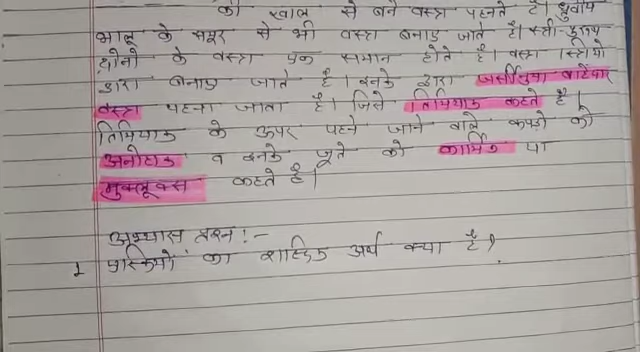 की खाल से बने वस्त्र पहनते है। ध्रुवीय
भालू के समूर से भी वस्त्र बनाए जाते है। स्त्री-पुरुष
दोनो के वस्त्र एक समान होते है। वस्त्र स्त्रियो
द्वारा बनाए जाते है। इनके द्वारा जर्सीनुमा बाहेंदार
वस्त्र पहना जाता है। जिसे तिमियाक कहते है।
तिमियाक के ऊपर पहने जाने वाले कपडो को
अनोहाक व इनके जूते को कार्मिक या
मुक्लूक्स कहते है।
अभ्यास प्रश्न :-
1 एस्किमो का शाब्दिक अर्थ क्या है?